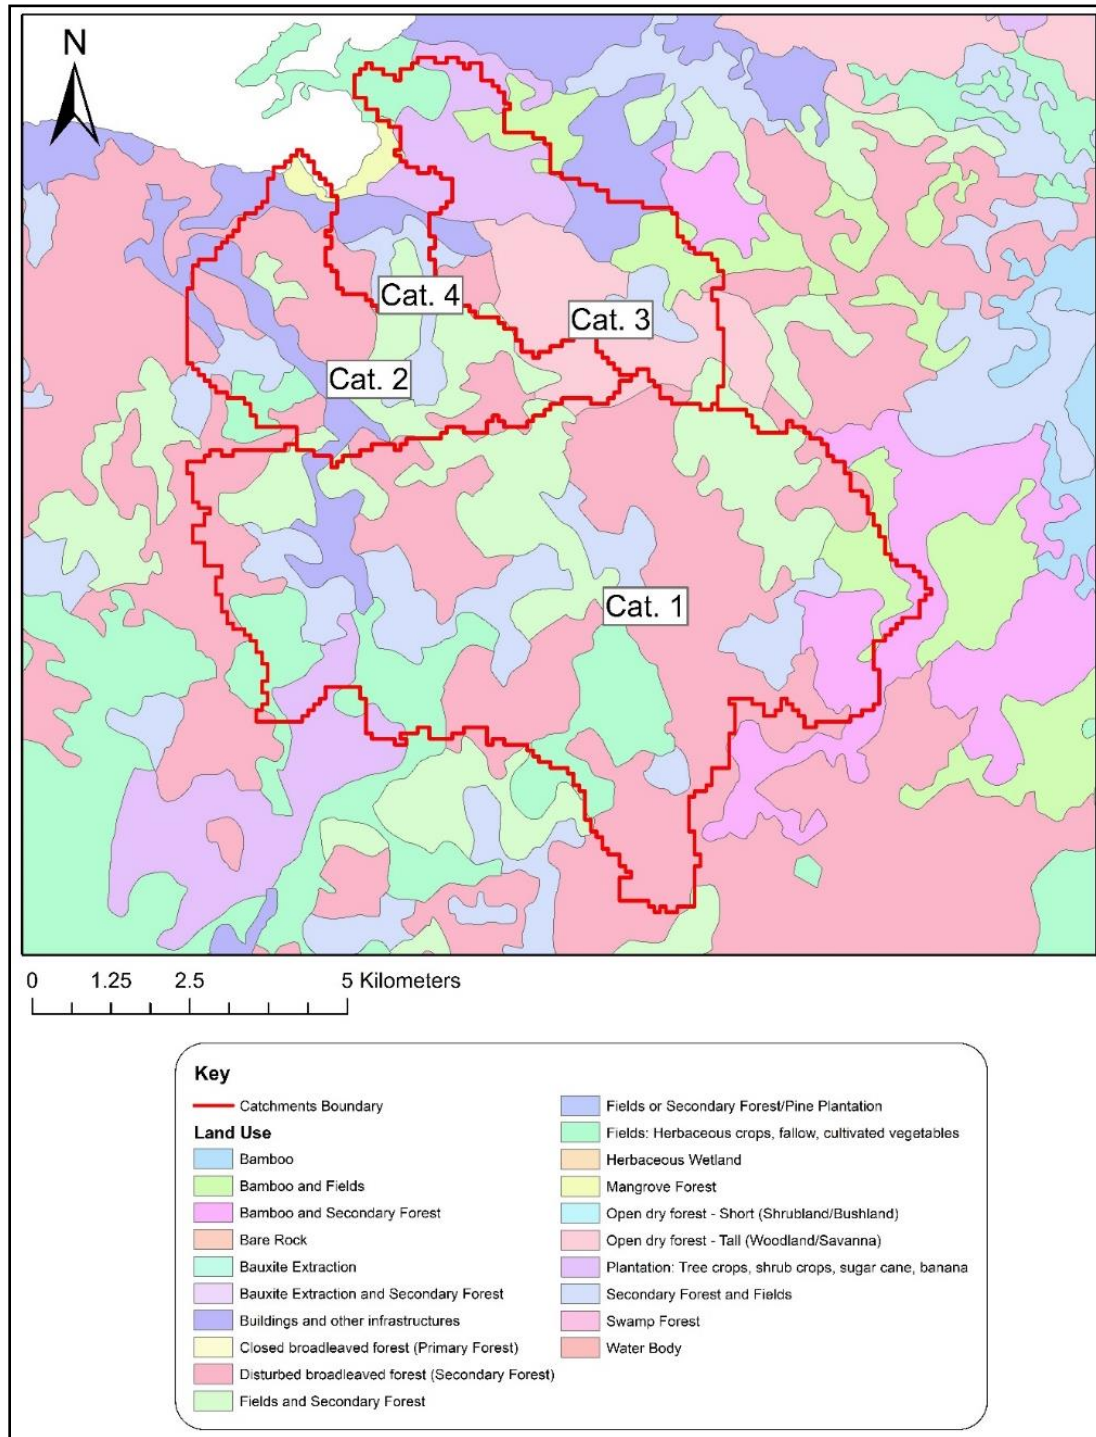 N
Cat. 4
Cat. 3
Cat. 2
Cat. 1
0 1.25 2.5 5 Kilometers
Key
Catchments Boundary
Land Use
Bamboo
Bamboo and Fields
Bamboo and Secondary Forest
Bare Rock
Bauxite Extraction
Bauxite Extraction and Secondary Forest
Buildings and other infrastructures
Closed broadleaved forest (Primary Forest)
Disturbed broadleaved forest (Secondary Forest)
Fields and Secondary Forest
Fields or Secondary Forest/Pine Plantation
Fields: Herbaceous crops, fallow, cultivated vegetables
Herbaceous Wetland
Mangrove Forest
Open dry forest - Short (Shrubland/Bushland)
Open dry forest - Tall (Woodland/Savanna)
Plantation: Tree crops, shrub crops, sugar cane, banana
Secondary Forest and Fields
Swamp Forest
Water Body